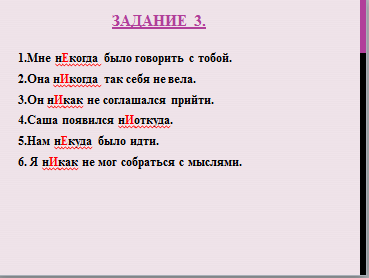 ЗАДАНИЕ 3.
1.Мне нЕкогда было говорить с тобой.
2.Она нИкогда так себя не вела.
3.Он нИкак не соглашался прийти.
4.Саша появился нИоткуда.
5.Нам нЕкуда было идти.
6. Я нИкак не мог собраться с мыслями.